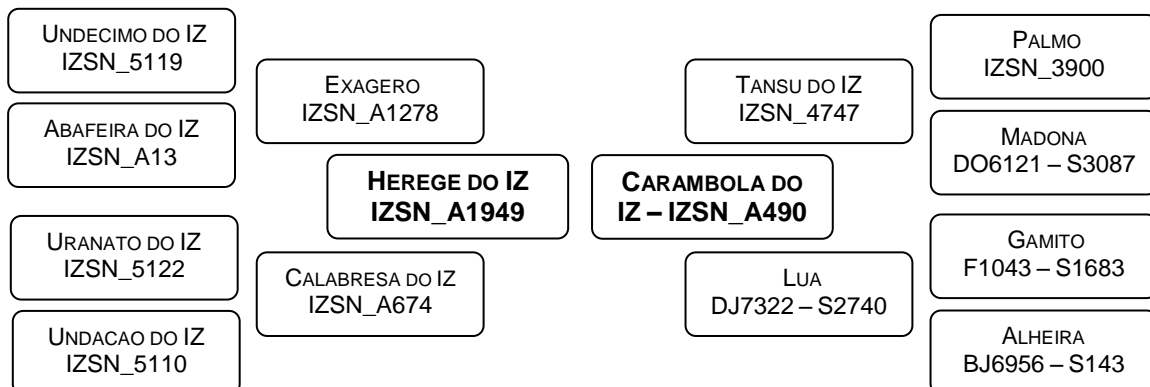 UNDECIMO DO IZ
IZSN_5119
ABAFEIRA DO IZ
IZSN_A13
URANATO DO IZ
IZSN_5122
UNDACAO DO IZ
IZSN_5110
EXAGERO
IZSN_A1278
CALABRESA DO IZ
IZSN_A674
HEREGE DO IZ
IZSN_A1949
CARAMBOLA DO
IZ – IZSN_A490
TANSU DO IZ
IZSN_4747
LUA
DJ7322 – S2740
PALMO
IZSN_3900
MADONA
DO6121 – S3087
GAMITO
F1043 – S1683
ALHEIRA
BJ6956 – S143